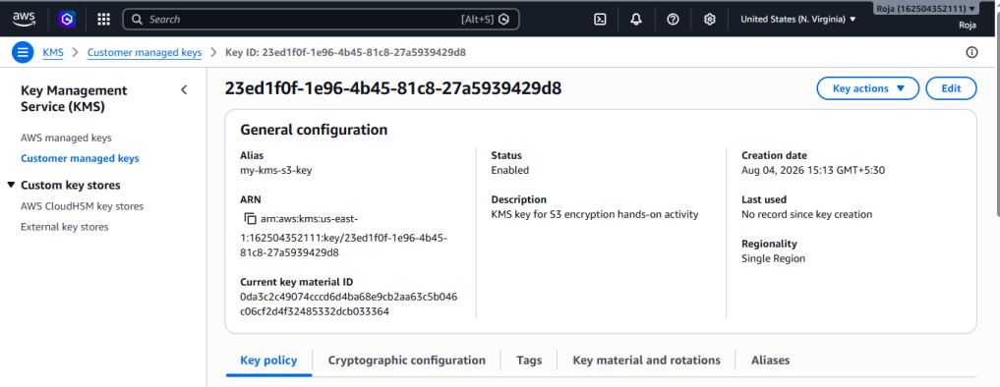 aws
Search
[Alt+S]
United States (N. Virginia) ▼
Roja (162504352111) ▼
Roja
KMS > Customer managed keys > Key ID: 23ed1f0f-1e96-4b45-81c8-27a5939429d8
Key Management
Service (KMS)
AWS managed keys
Customer managed keys
▼ Custom key stores
AWS CloudHSM key stores
External key stores
23ed1f0f-1e96-4b45-81c8-27a5939429d8
Key actions ▼
Edit
General configuration
Alias
my-kms-s3-key
ARN
arn:aws:kms:us-east-
1:162504352111:key/23ed1f0f-1e96-4b45-
81c8-27a5939429d8
Current key material ID
0da3c2c49074cccd6d4ba68e9cb2aa63c5b046
c06cf2d4f32485332dcb033364
Status
Enabled
Description
KMS key for S3 encryption hands-on activity
Creation date
Aug 04, 2026 15:13 GMT+5:30
Last used
No record since key creation
Regionality
Single Region
Key policy
Cryptographic configuration
Tags
Key material and rotations
Aliases